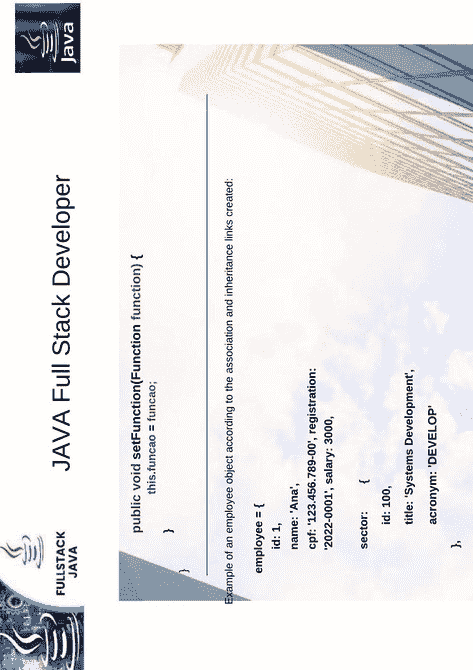 FULLSTACK
JAVA
JAVA Full Stack Developer
Java
public void setFunction(Function function) {
this.funcao = funcao;
}
}
Example of an employee object according to the association and inheritance links created:
employee = {
id: 1,
name: 'Ana',
cpf: '123.456.789-00', registration:
'2022-0001', salary: 3000,
sector: {
id: 100,
title: 'Systems Development',
acronym: 'DEVELOP'
},